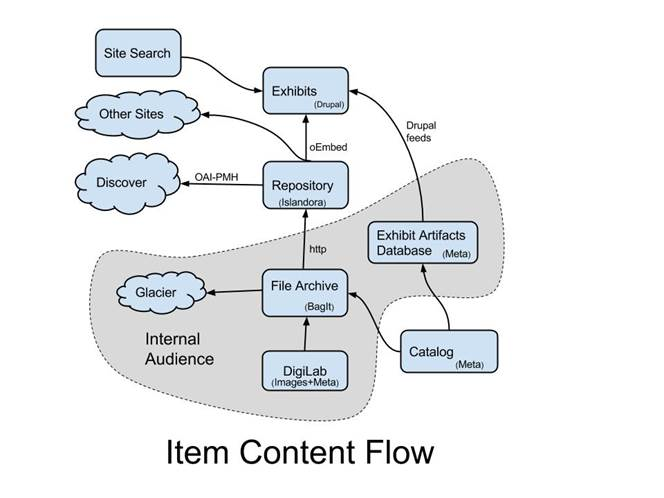 Site Search
Exhibits
(Drupal)
Other Sites
Drupal
feeds
oEmbed
Discover
OAI-PMH
Repository
(Islandora)
Exhibit Artifacts
Database (Meta)
http
Glacier
File Archive
(BagIt)
Internal
Audience
Catalog
(Meta)
DigiLab
(Images+Meta)
Item Content Flow